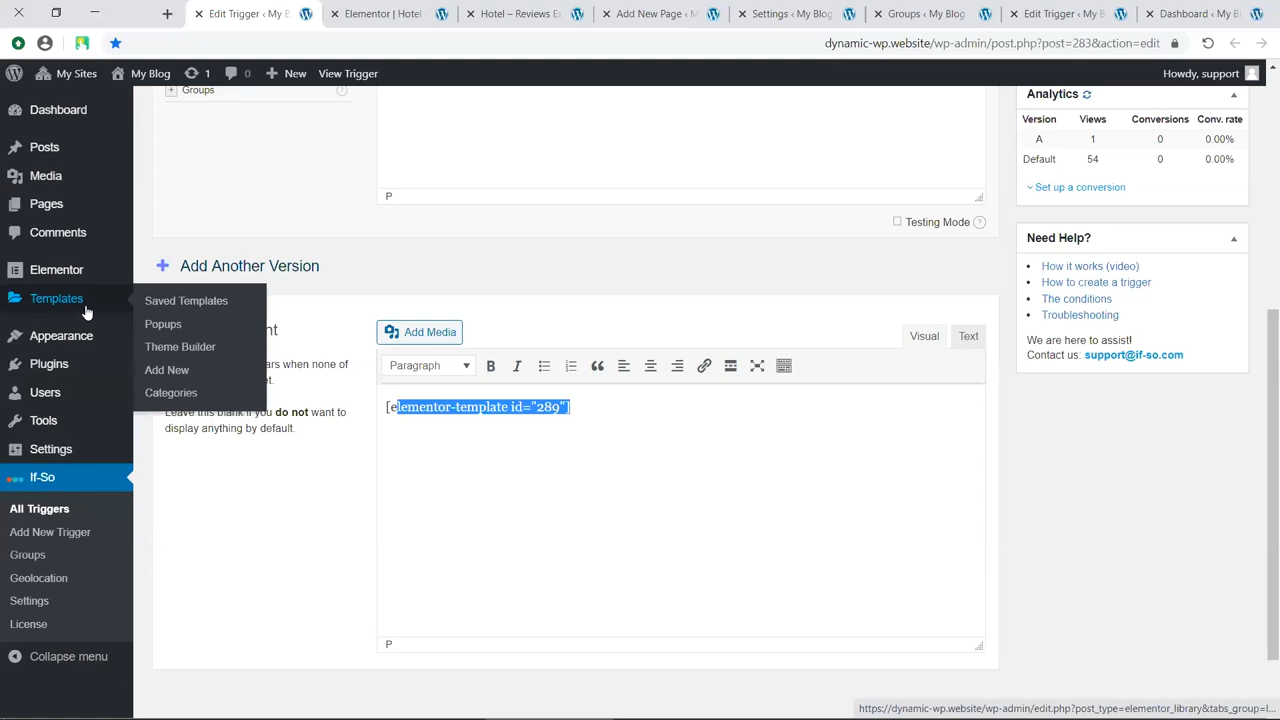 Edit Trigger ‹ My B
Elementor | Hotel –
Hotel – Reviews Ex
Add New Page ‹ M
Settings ‹ My Blog
Groups ‹ My Blog
Edit Trigger ‹ My B
Dashboard ‹ My B
dynamic-wp.website/wp-admin/post.php?post=283&action=edit
My Sites My Blog 1 0 New View Trigger Howdy, support
Dashboard
Posts
Media
Pages
Comments
Elementor
Templates
Appearance
Plugins
Users
Tools
Settings
If-So
All Triggers
Add New Trigger
Groups
Geolocation
Settings
License
Collapse menu
Saved Templates
Popups
Theme Builder
Add New
Categories
+ Groups ?
P
Testing Mode ?
Add Another Version
nt
ars when none of
et.
Leave this blank if you do not want to
display anything by default.
Add Media
Visual Text
Paragraph B I
[elementor-template id="289"]
P
Analytics
Version Views Conversions Conv. rate
A 1 0 0.00%
Default 54 0 0.00%
Set up a conversion
Need Help?
• How it works (video)
• How to create a trigger
• The conditions
• Troubleshooting
We are here to assist!
Contact us: support@if-so.com
https://dynamic-wp.website/wp-admin/edit.php?post_type=elementor_library&tabs_group=l...